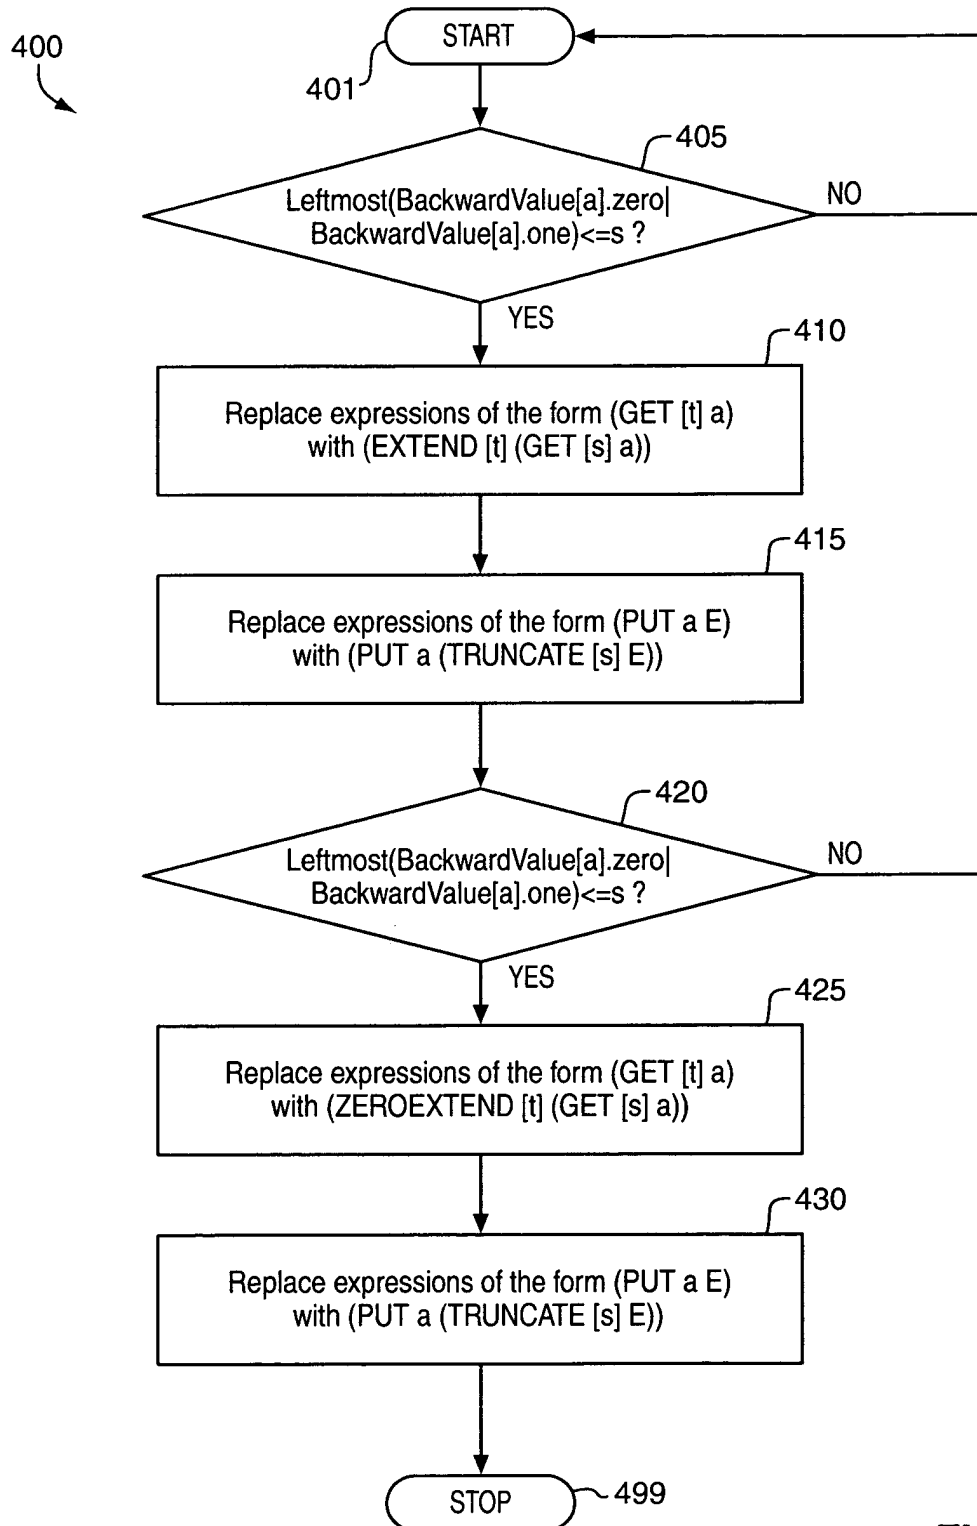 400
START
401
405
Leftmost(BackwardValue[a].zero|
BackwardValue[a].one)<=s ?
NO
YES
410
Replace expressions of the form (GET [t] a)
with (EXTEND [t] (GET [s] a))
415
Replace expressions of the form (PUT a E)
with (PUT a (TRUNCATE [s] E))
420
Leftmost(BackwardValue[a].zero|
BackwardValue[a].one)<=s ?
NO
YES
425
Replace expressions of the form (GET [t] a)
with (ZEROEXTEND [t] (GET [s] a))
430
Replace expressions of the form (PUT a E)
with (PUT a (TRUNCATE [s] E))
STOP
499